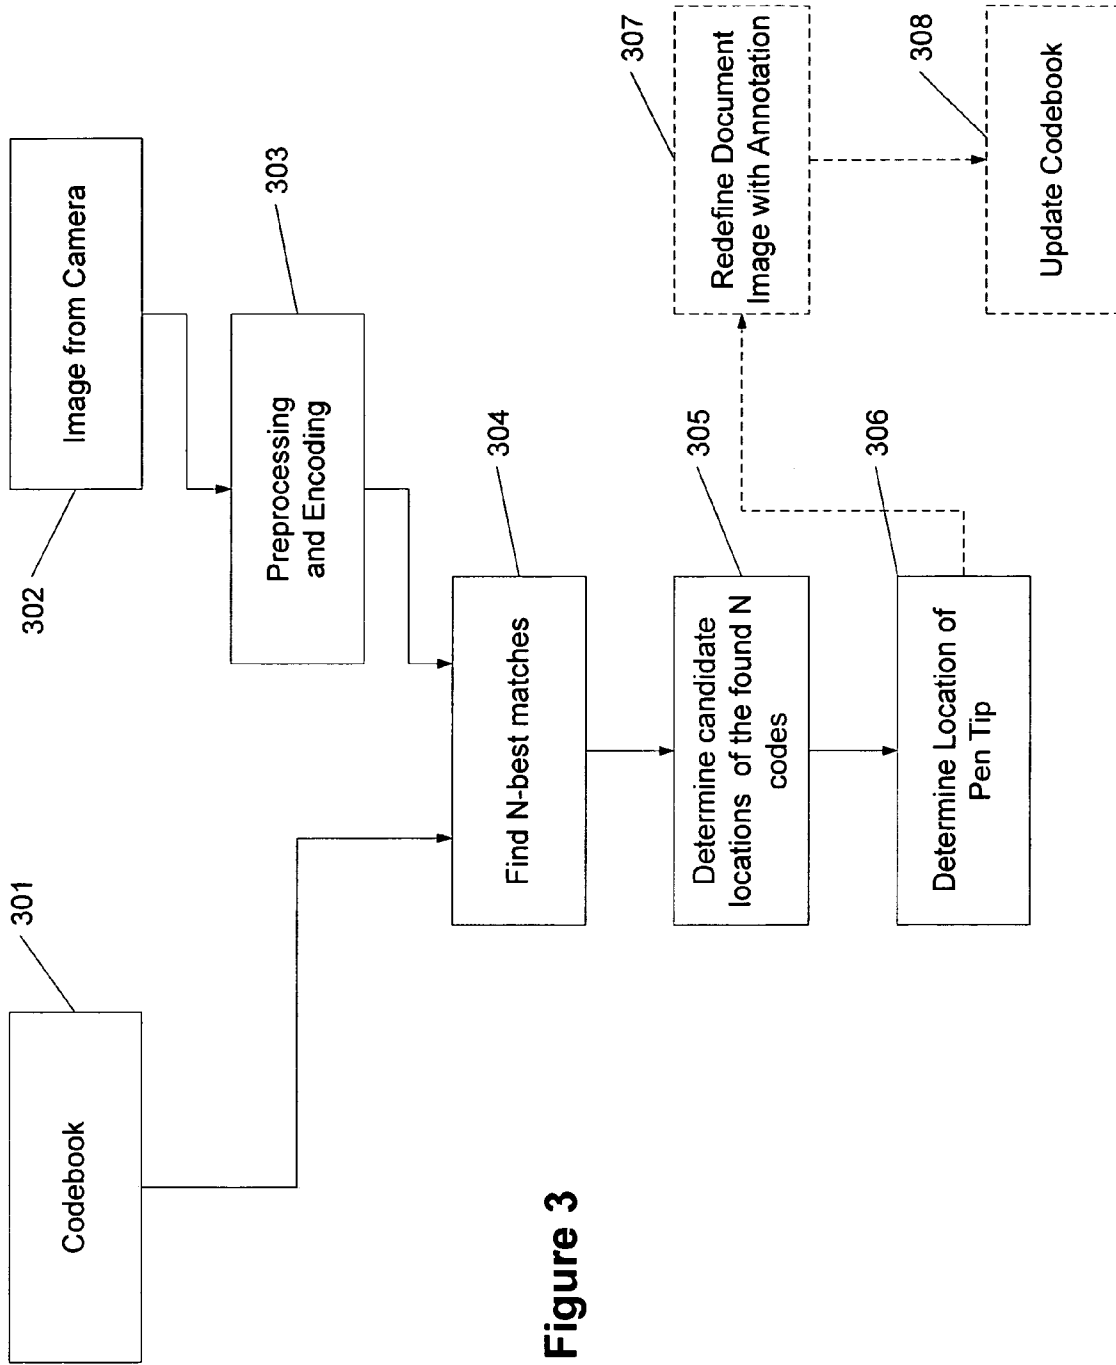 301
Codebook
302
Image from Camera
303
Preprocessing
and Encoding
304
Find N-best matches
305
Determine candidate
locations of the found N
codes
306
Determine Location of
Pen Tip
307
Redefine Document
Image with Annotation
308
Update Codebook
Figure 3